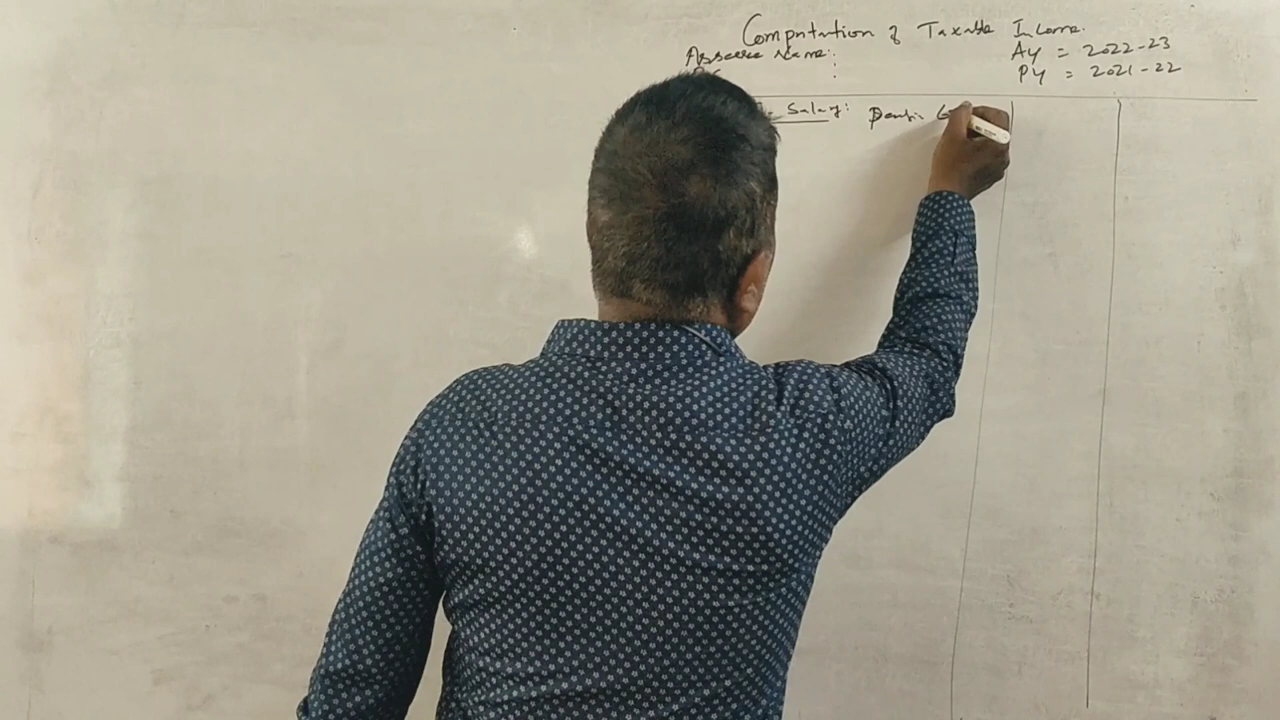 Computation of Taxable Income.
Assessee Name:
AY = 2022-23
:
PY = 2021-22
Salary: